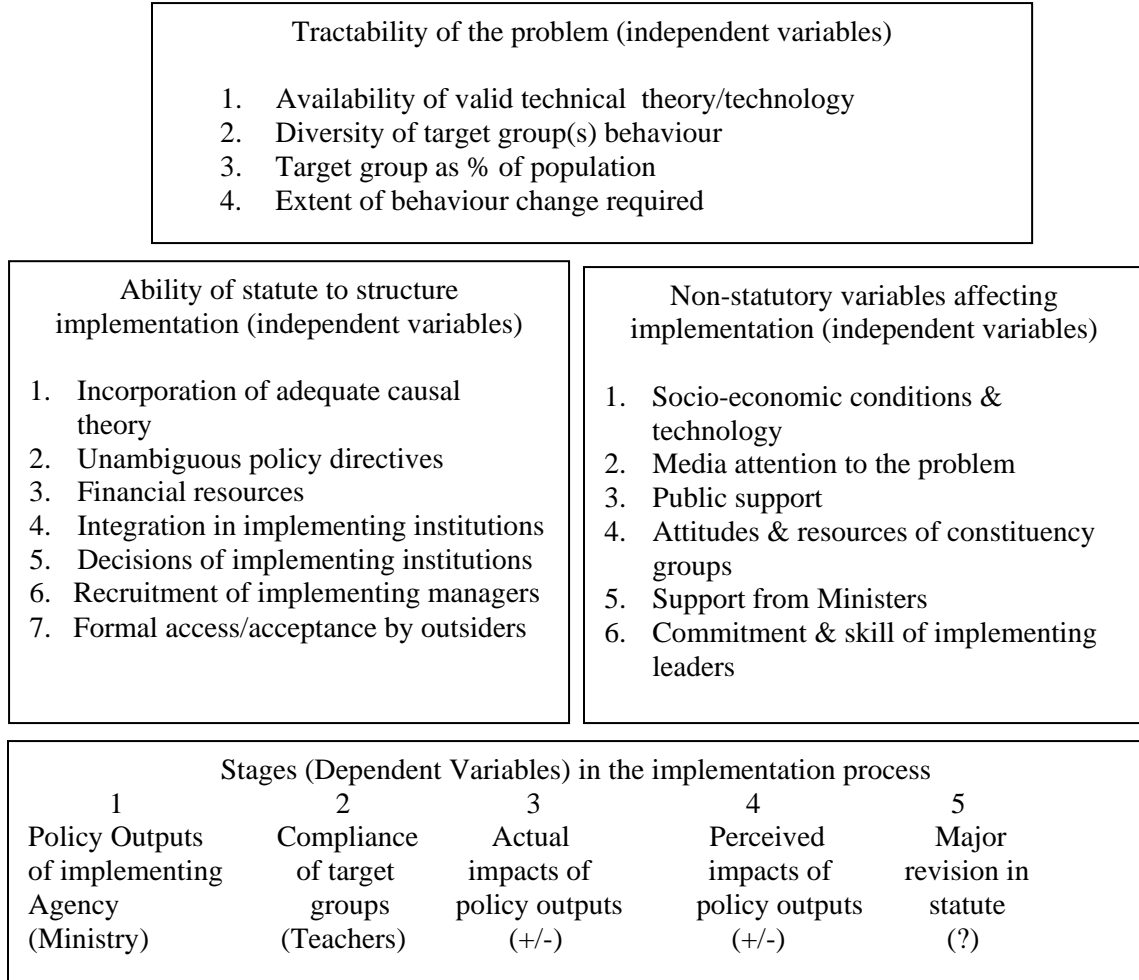 Tractability of the problem (independent variables)
1. Availability of valid technical theory/technology
2. Diversity of target group(s) behaviour
3. Target group as % of population
4. Extent of behaviour change required
Ability of statute to structure
implementation (independent variables)
1. Incorporation of adequate causal
theory
2. Unambiguous policy directives
3. Financial resources
4. Integration in implementing institutions
5. Decisions of implementing institutions
6. Recruitment of implementing managers
7. Formal access/acceptance by outsiders
Non-statutory variables affecting
implementation (independent variables)
1. Socio-economic conditions &
technology
2. Media attention to the problem
3. Public support
4. Attitudes & resources of constituency
groups
5. Support from Ministers
6. Commitment & skill of implementing
leaders
Stages (Dependent Variables) in the implementation process
1 2 3 4 5
Policy Outputs Compliance Actual Perceived Major
of implementing of target impacts of impacts of revision in
Agency groups policy outputs policy outputs statute
(Ministry) (Teachers) (+/-) (+/-) (?)